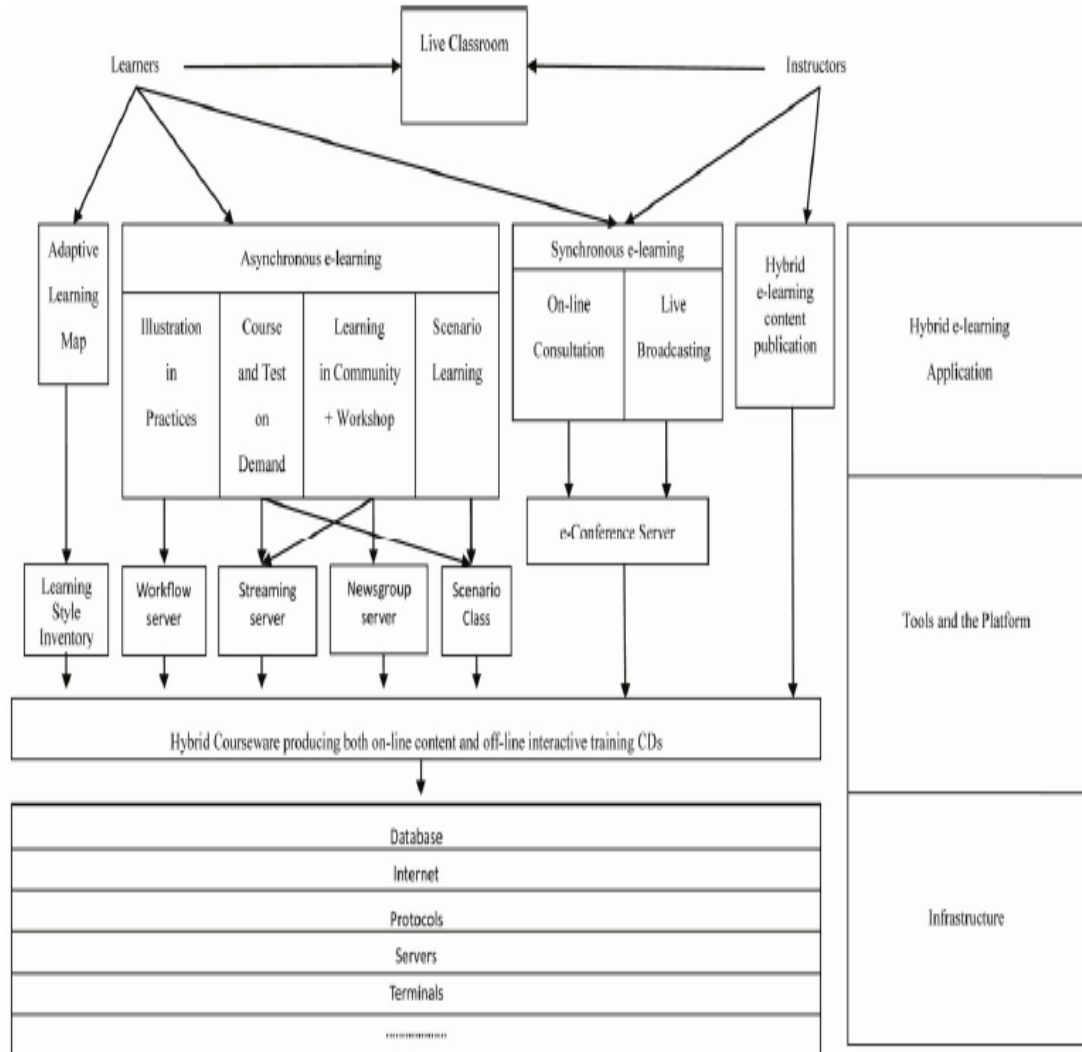 Live Classroom
Learners
Instructors
Adaptive
Learning
Map
Asynchronous e-learning
Illustration
in
Practices
Course
and Test
on
Demand
Learning
in Community
+ Workshop
Scenario
Learning
Synchronous e-learning
On-line
Consultation
Live
Broadcasting
Hybrid
e-learning
content
publication
Hybrid e-learning
Application
e-Conference Server
Learning
Style
Inventory
Workflow
server
Streaming
server
Newsgroup
server
Scenario
Class
Tools and the Platform
Hybrid Courseware producing both on-line content and off-line interactive training CDs
Database
Internet
Protocols
Servers
Terminals
..................
Infrastructure